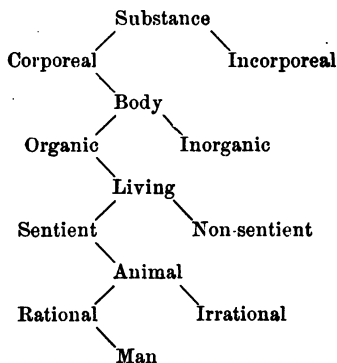 Substance
Corporeal Incorporeal
Body
Organic Inorganic
Living
Sentient Non-sentient
Animal
Rational Irrational
Man